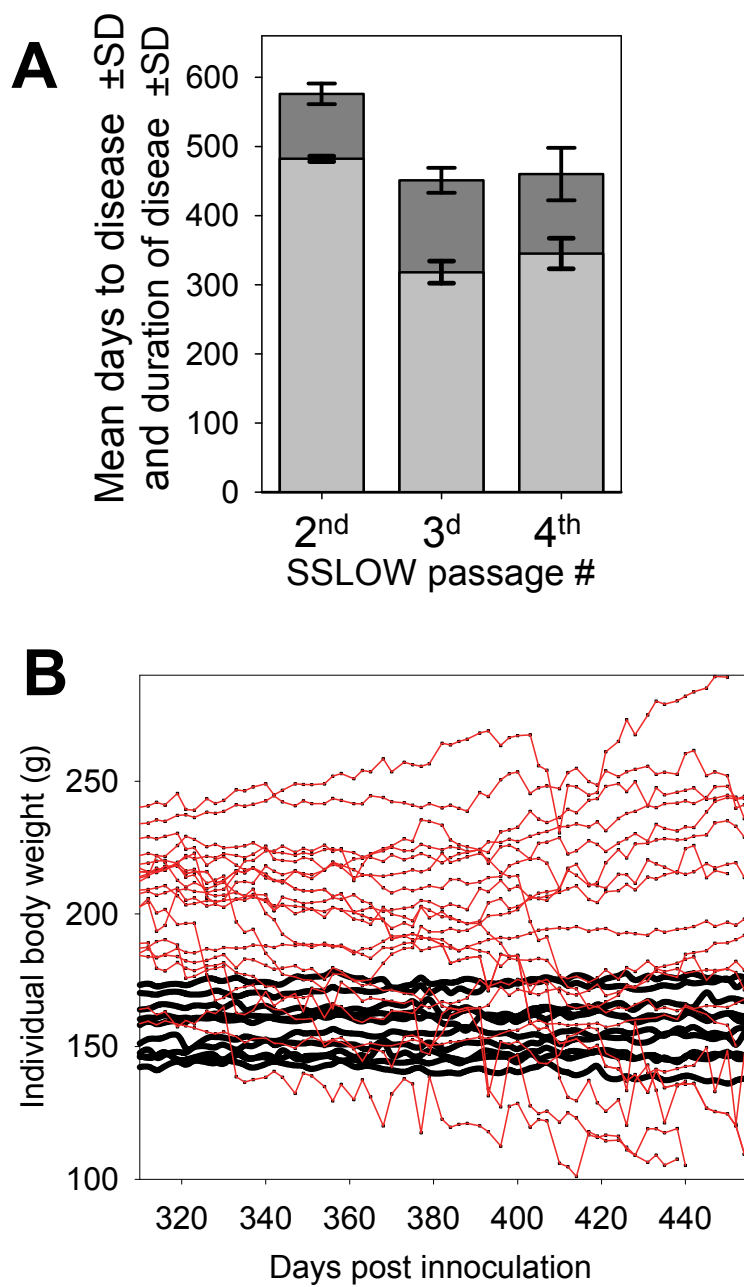 A
Mean days to disease ±SD
and duration of diseae ±SD
600
500
400
300
200
100
0
2nd 3d 4th
SSLOW passage #
B
Individual body weight (g)
250
200
150
100
320 340 360 380 400 420 440
Days post innoculation